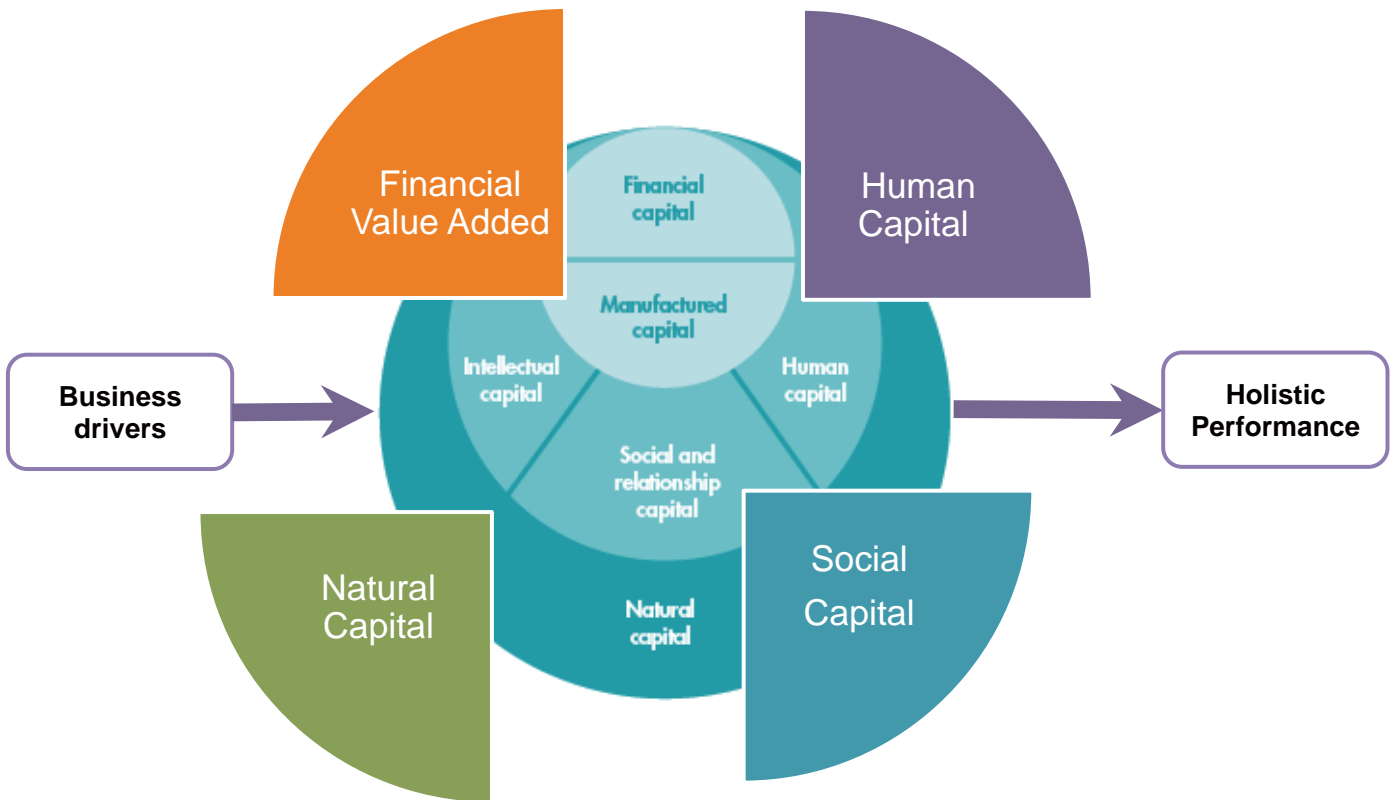 Financial
Value Added
Human
Capital
Financial
capital
Manufactured
capital
Intellectual
capital
Human
capital
Business
drivers
Holistic
Performance
Social and
relationship
capital
Natural
Capital
Social
Capital
Natural
capital